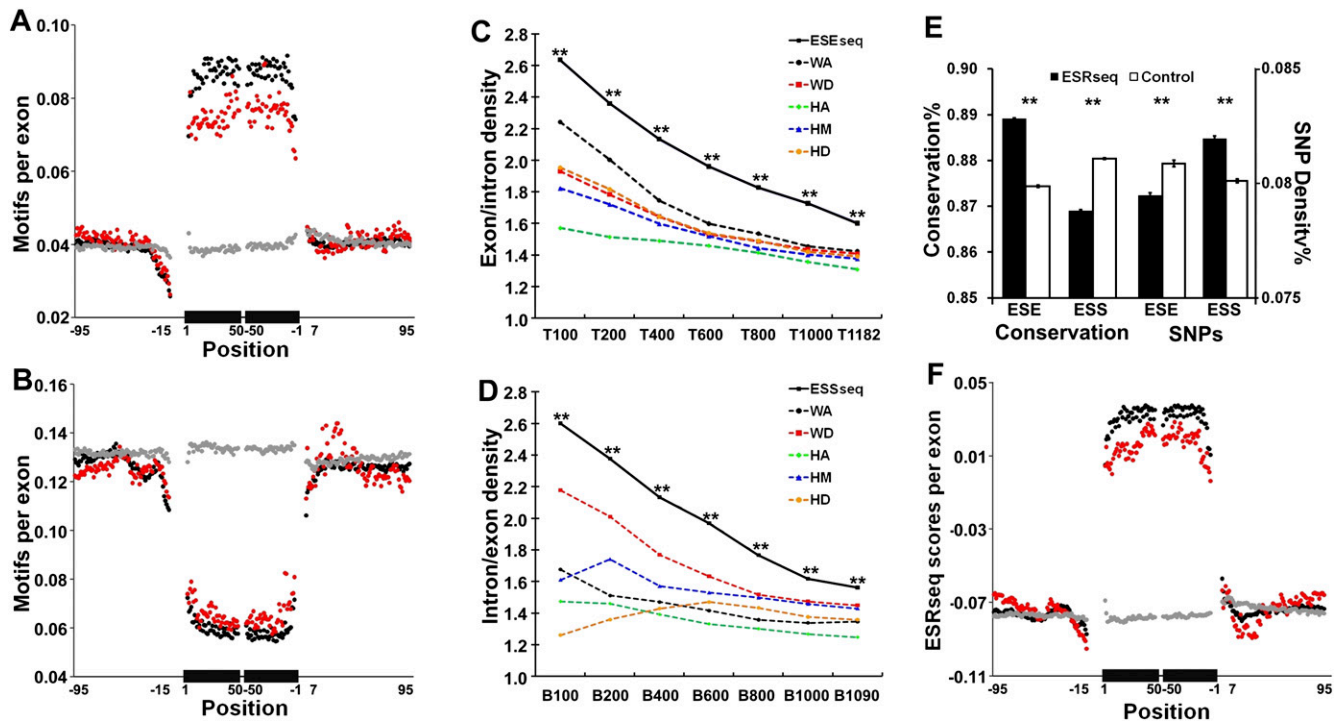 A
Motifs per exon
0.10
0.08
0.06
0.04
0.02
-95
-15
1
50
-50
-1
7
95
Position
B
Motifs per exon
0.16
0.14
0.12
0.10
0.08
0.06
0.04
-95
-15
1
50
-50
-1
7
95
Position
C
Exon/intron density
2.8
2.6
2.4
2.2
2.0
1.8
1.6
1.4
1.2
1.0
** ** ** ** ** ** **
ESEseq
WA
WD
HA
HM
HD
T100 T200 T400 T600 T800 T1000 T1182
D
Intron/exon density
2.8
2.6
2.4
2.2
2.0
1.8
1.6
1.4
1.2
1.0
** ** ** ** ** ** **
ESSseq
WA
WD
HA
HM
HD
B100 B200 B400 B600 B800 B1000 B1090
E
Conservation%
0.90
0.89
0.88
0.87
0.86
0.85
ESRseq Control
** ** ** **
0.085
0.08
0.075
SNP Density%
ESE ESS ESE ESS
Conservation SNPs
F
ESRseq scores per exon
0.05
0.01
-0.03
-0.07
-0.11
-95
-15
1
50
-50
-1
7
95
Position